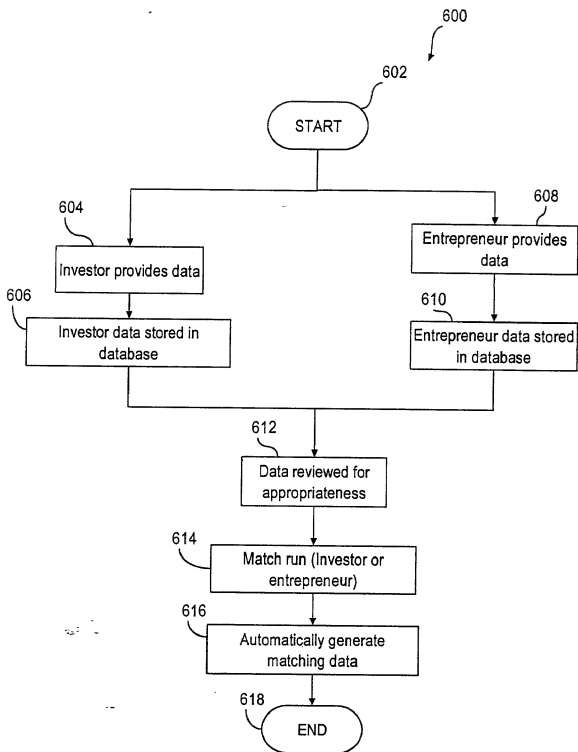 600
602
START
604
Investor provides data
608
Entrepreneur provides
data
606
Investor data stored in
database
610
Entrepreneur data stored
in database
612
Data reviewed for
appropriateness
614
Match run (Investor or
entrepreneur)
616
Automatically generate
matching data
618
END